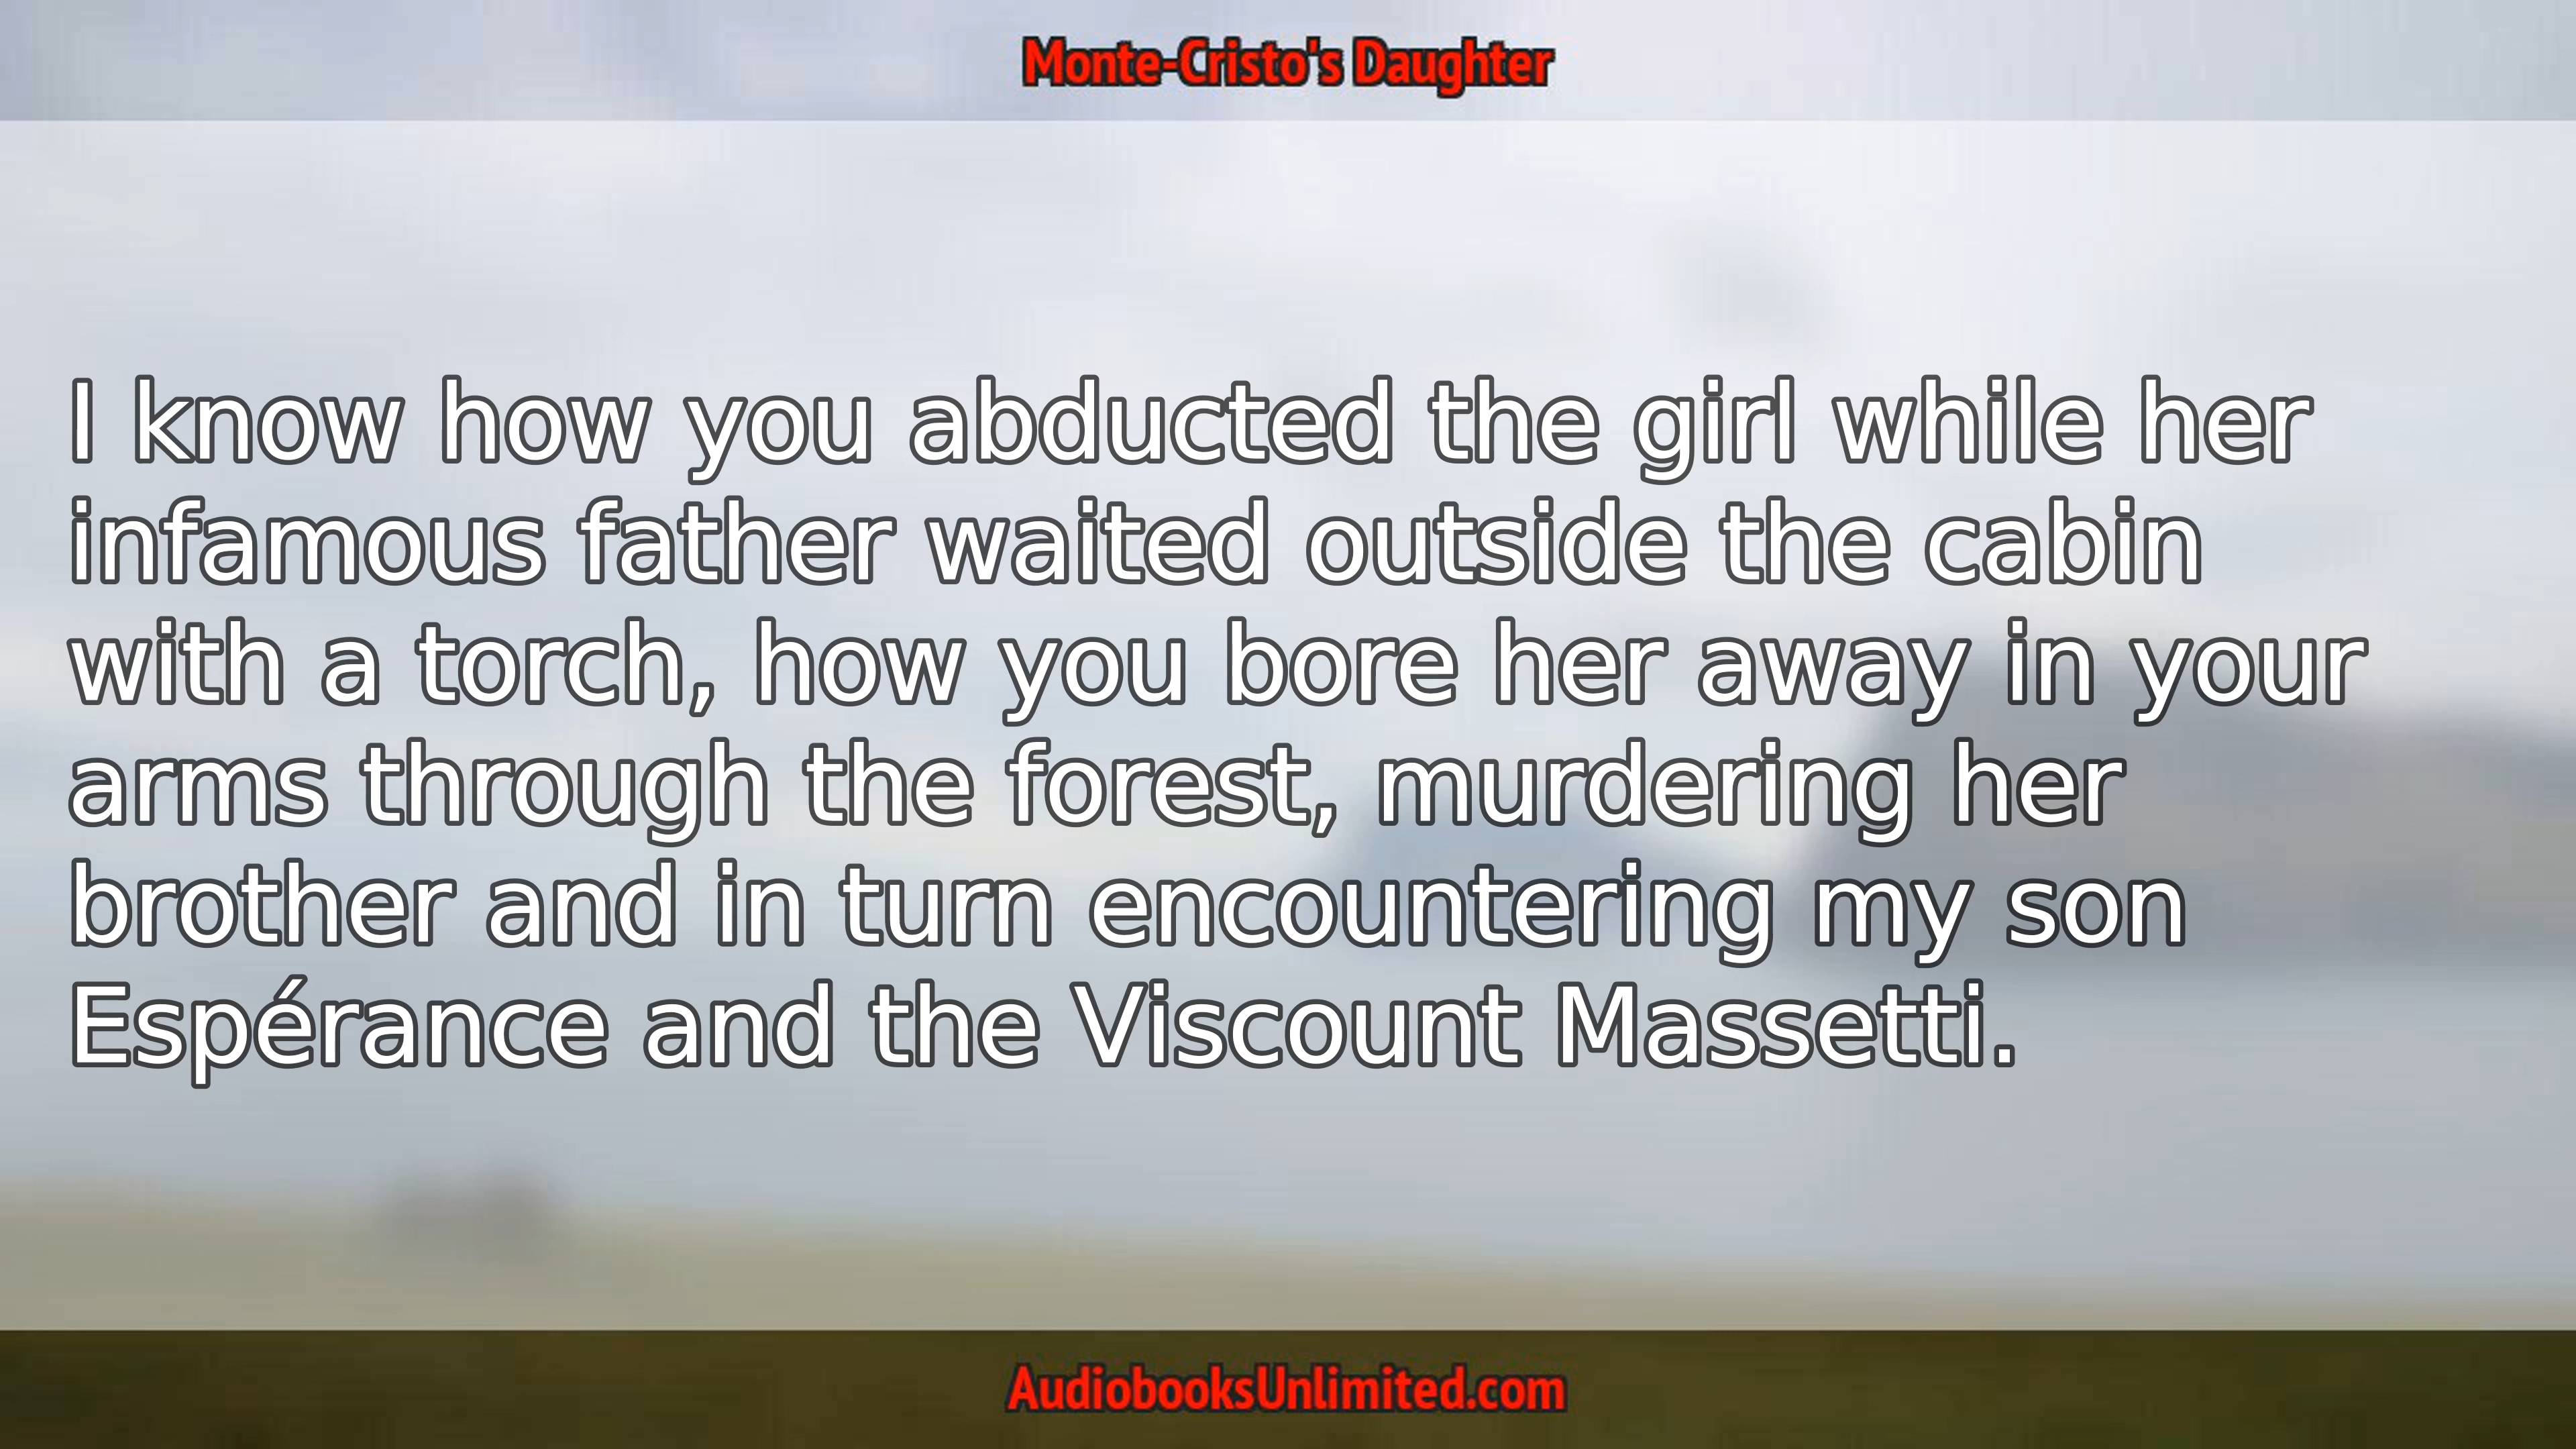 Monte-Cristo's Daughter
I know how you abducted the girl while her
infamous father waited outside the cabin
with a torch, how you bore her away in your
arms through the forest, murdering her
brother and in turn encountering my son
Espérance and the Viscount Massetti.
AudiobooksUnlimited.com